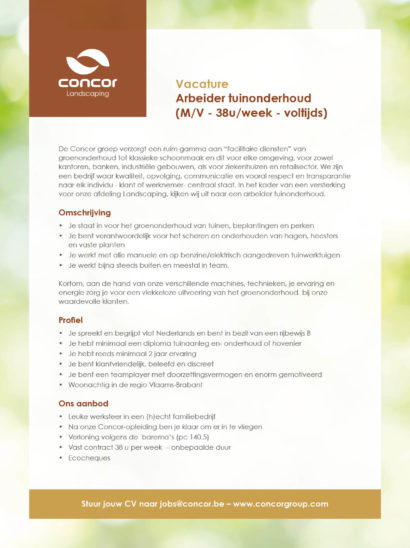 concor
Landscaping
Vacature
Arbeider tuinonderhoud
(M/V - 38u/week - voltijds)
De Concor groep verzorgt een ruim gamma aan “facilitaire diensten” van
groenonderhoud tot klassieke schoonmaak en dit voor elke omgeving, voor zowel
kantoren, banken, industriële gebouwen, als voor ziekenhuizen en retailsector. We zijn
een bedrijf waar kwaliteit, opvolging, communicatie en vooral respect en transparantie
naar elk individu - klant of werknemer- centraal staat. In het kader van een versterking
voor onze afdeling Landscaping, kijken wij uit naar een arbeider tuinonderhoud.
Omschrijving
• Je staat in voor het groenonderhoud van tuinen, beplantingen en perken
• Je bent verantwoordelijk voor het scheren en onderhouden van hagen, heesters
en vaste planten
• Je werkt met alle manuele en op benzine/elektrisch aangedreven tuinwerktuigen
• Je werkt bijna steeds buiten en meestal in team.
Kortom, aan de hand van onze verschillende machines, technieken, je ervaring en
energie zorg je voor een vlekkeloze uitvoering van het groenonderhoud bij onze
waardevolle klanten.
Profiel
• Je spreekt en begrijpt vlot Nederlands en bent in bezit van een rijbewijs B
• Je hebt minimaal een diploma tuinaanleg en- onderhoud of hovenier
• Je hebt reeds minimaal 2 jaar ervaring
• Je bent klantvriendelijk, beleefd en discreet
• Je bent een teamplayer met doorzettingsvermogen en enorm gemotiveerd
• Woonachtig in de regio Vlaams-Brabant
Ons aanbod
• Leuke werksfeer in een (h)echt familiebedrijf
• Na onze Concor-opleiding ben je klaar om er in te vliegen
• Verloning volgens de barema's (pc 140.5)
• Vast contract 38 u per week - onbepaalde duur
• Ecocheques
Stuur jouw CV naar jobs@concor.be – www.concorgroup.com